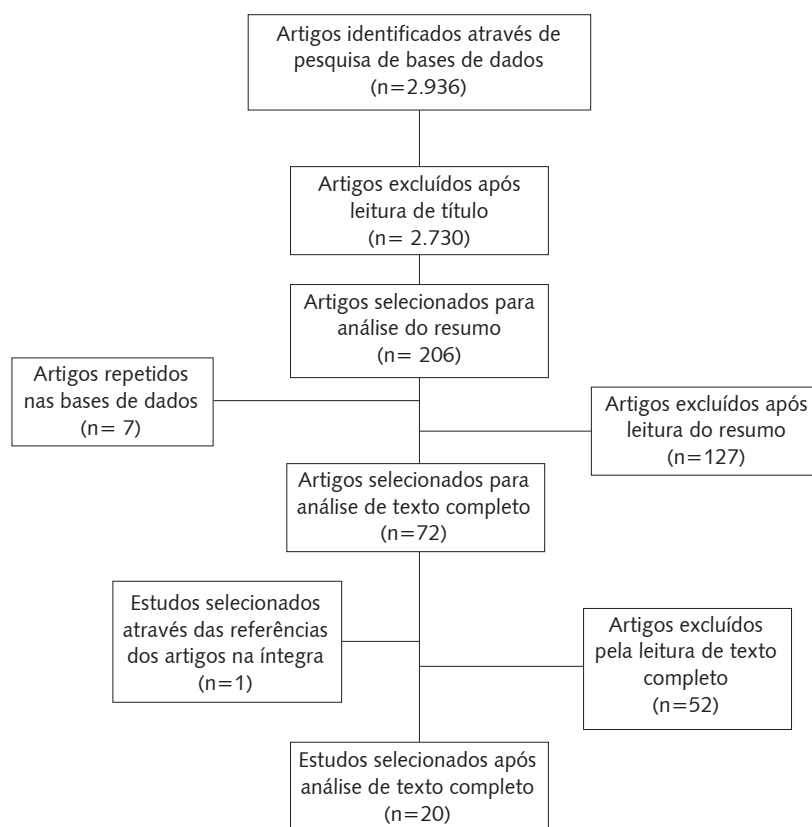 Artigos identificados através de
pesquisa de bases de dados
(n=2.936)
Artigos excluídos após
leitura de título
(n= 2.730)
Artigos selecionados para
análise do resumo
(n= 206)
Artigos repetidos
nas bases de dados
(n= 7)
Artigos excluídos após
leitura do resumo
(n=127)
Artigos selecionados para
análise de texto completo
(n=72)
Estudos selecionados
através das referências
dos artigos na íntegra
(n=1)
Artigos excluídos
pela leitura de texto
completo
(n=52)
Estudos selecionados após
análise de texto completo
(n=20)